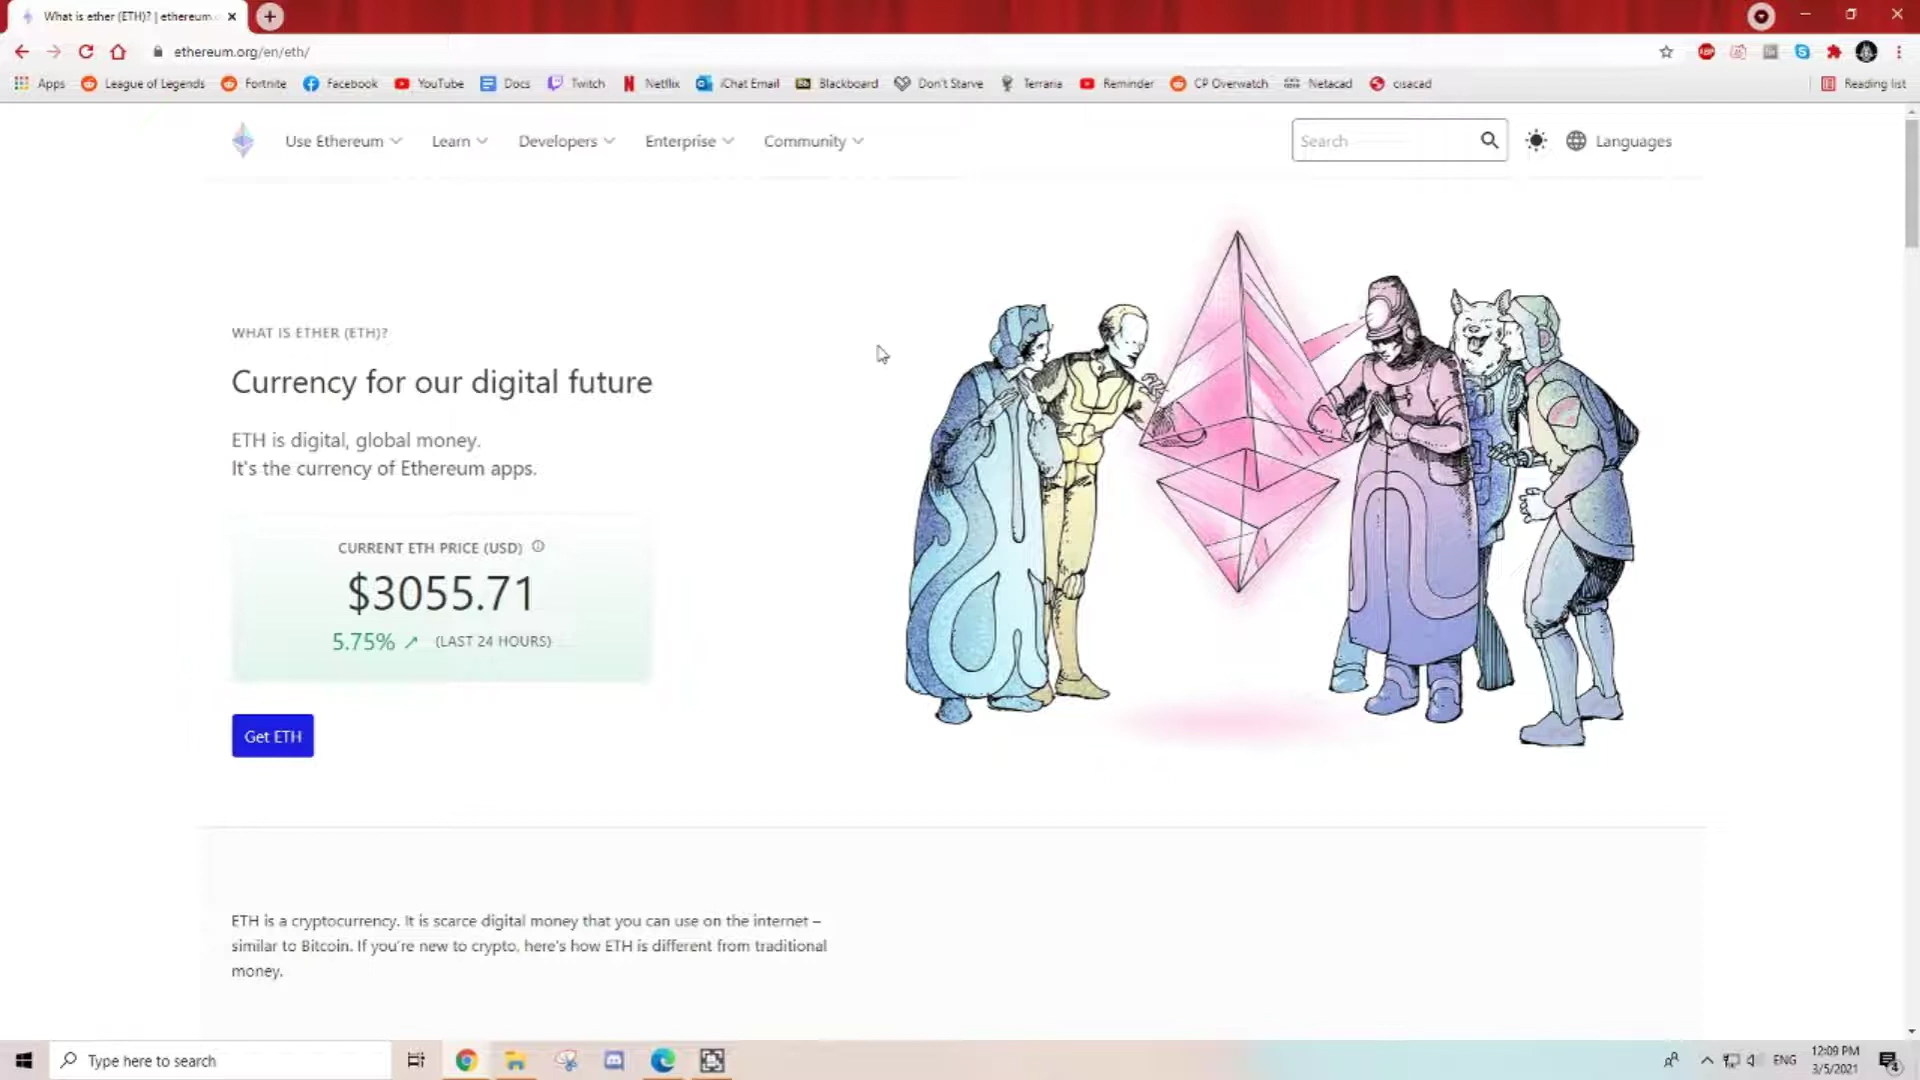 What is ether (ETH)? | ethereum.
ethereum.org/en/eth/
Apps League of Legends Fortnite Facebook YouTube Docs Twitch Netflix iChat Email Blackboard Don't Starve Terraria Reminder CP Overwatch Netacad cisacad Reading list
Use Ethereum Learn Developers Enterprise Community Search Languages
WHAT IS ETHER (ETH)?
Currency for our digital future
ETH is digital, global money.
It's the currency of Ethereum apps.
CURRENT ETH PRICE (USD)
$3055.71
5.75% ↗ (LAST 24 HOURS)
Get ETH
ETH is a cryptocurrency. It is scarce digital money that you can use on the internet –
similar to Bitcoin. If you're new to crypto, here's how ETH is different from traditional
money.
Type here to search
ENG
12:09 PM
3/5/2021
4